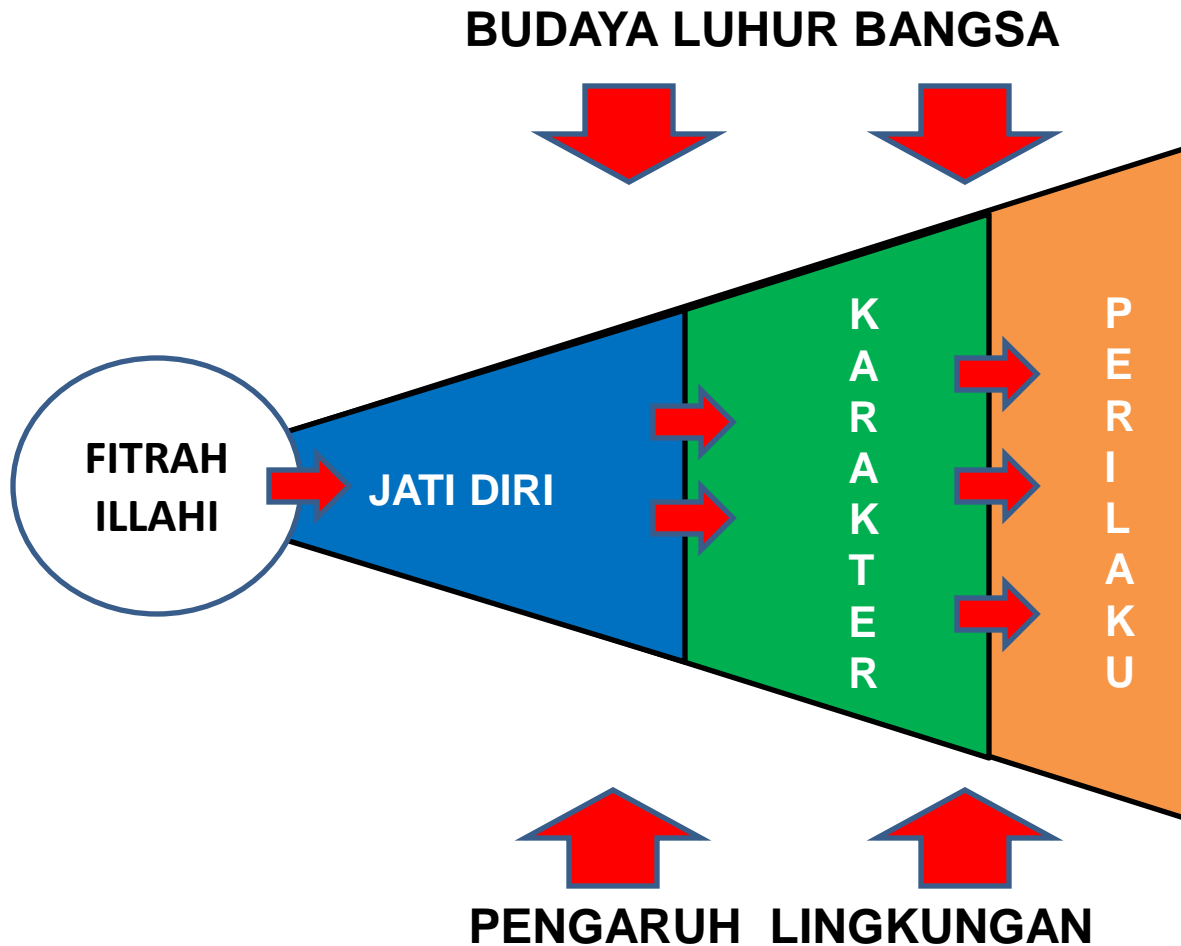 BUDAYA LUHUR BANGSA
FITRAH
ILLAHI
JATI DIRI
KARAKTER
PERILAKU
PENGARUH LINGKUNGAN